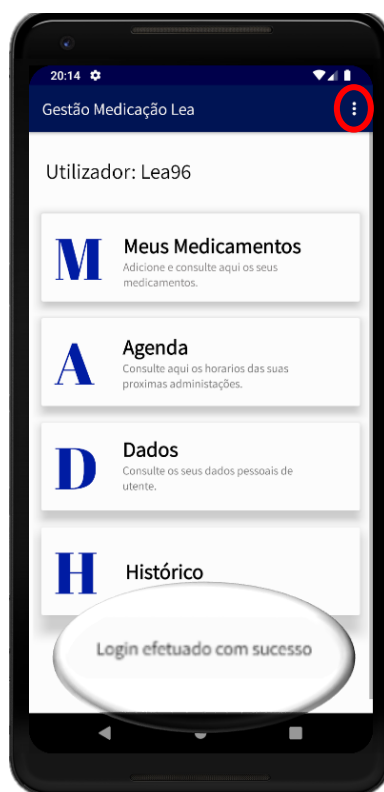 20:14
Gestão Medicação Lea
Utilizador: Lea96
M
Meus Medicamentos
Adicione e consulte aqui os seus
medicamentos.
A
Agenda
Consulte aqui os horarios das suas
proximas administações.
D
Dados
Consulte os seus dados pessoais de
utente.
H
Histórico
Login efetuado com sucesso